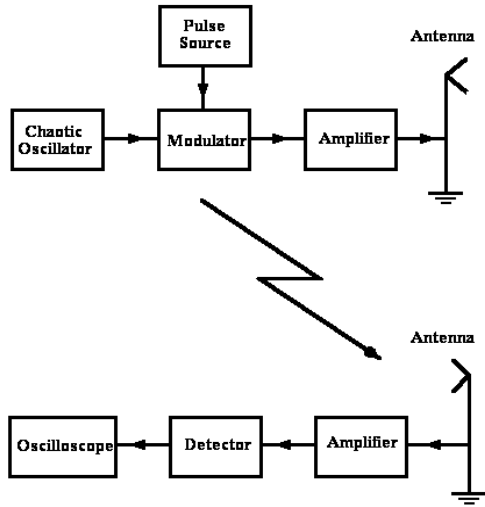 Pulse
Source
Antenna
Chaotic
Oscillator
Modulator
Amplifier
Antenna
Oscilloscope
Detector
Amplifier